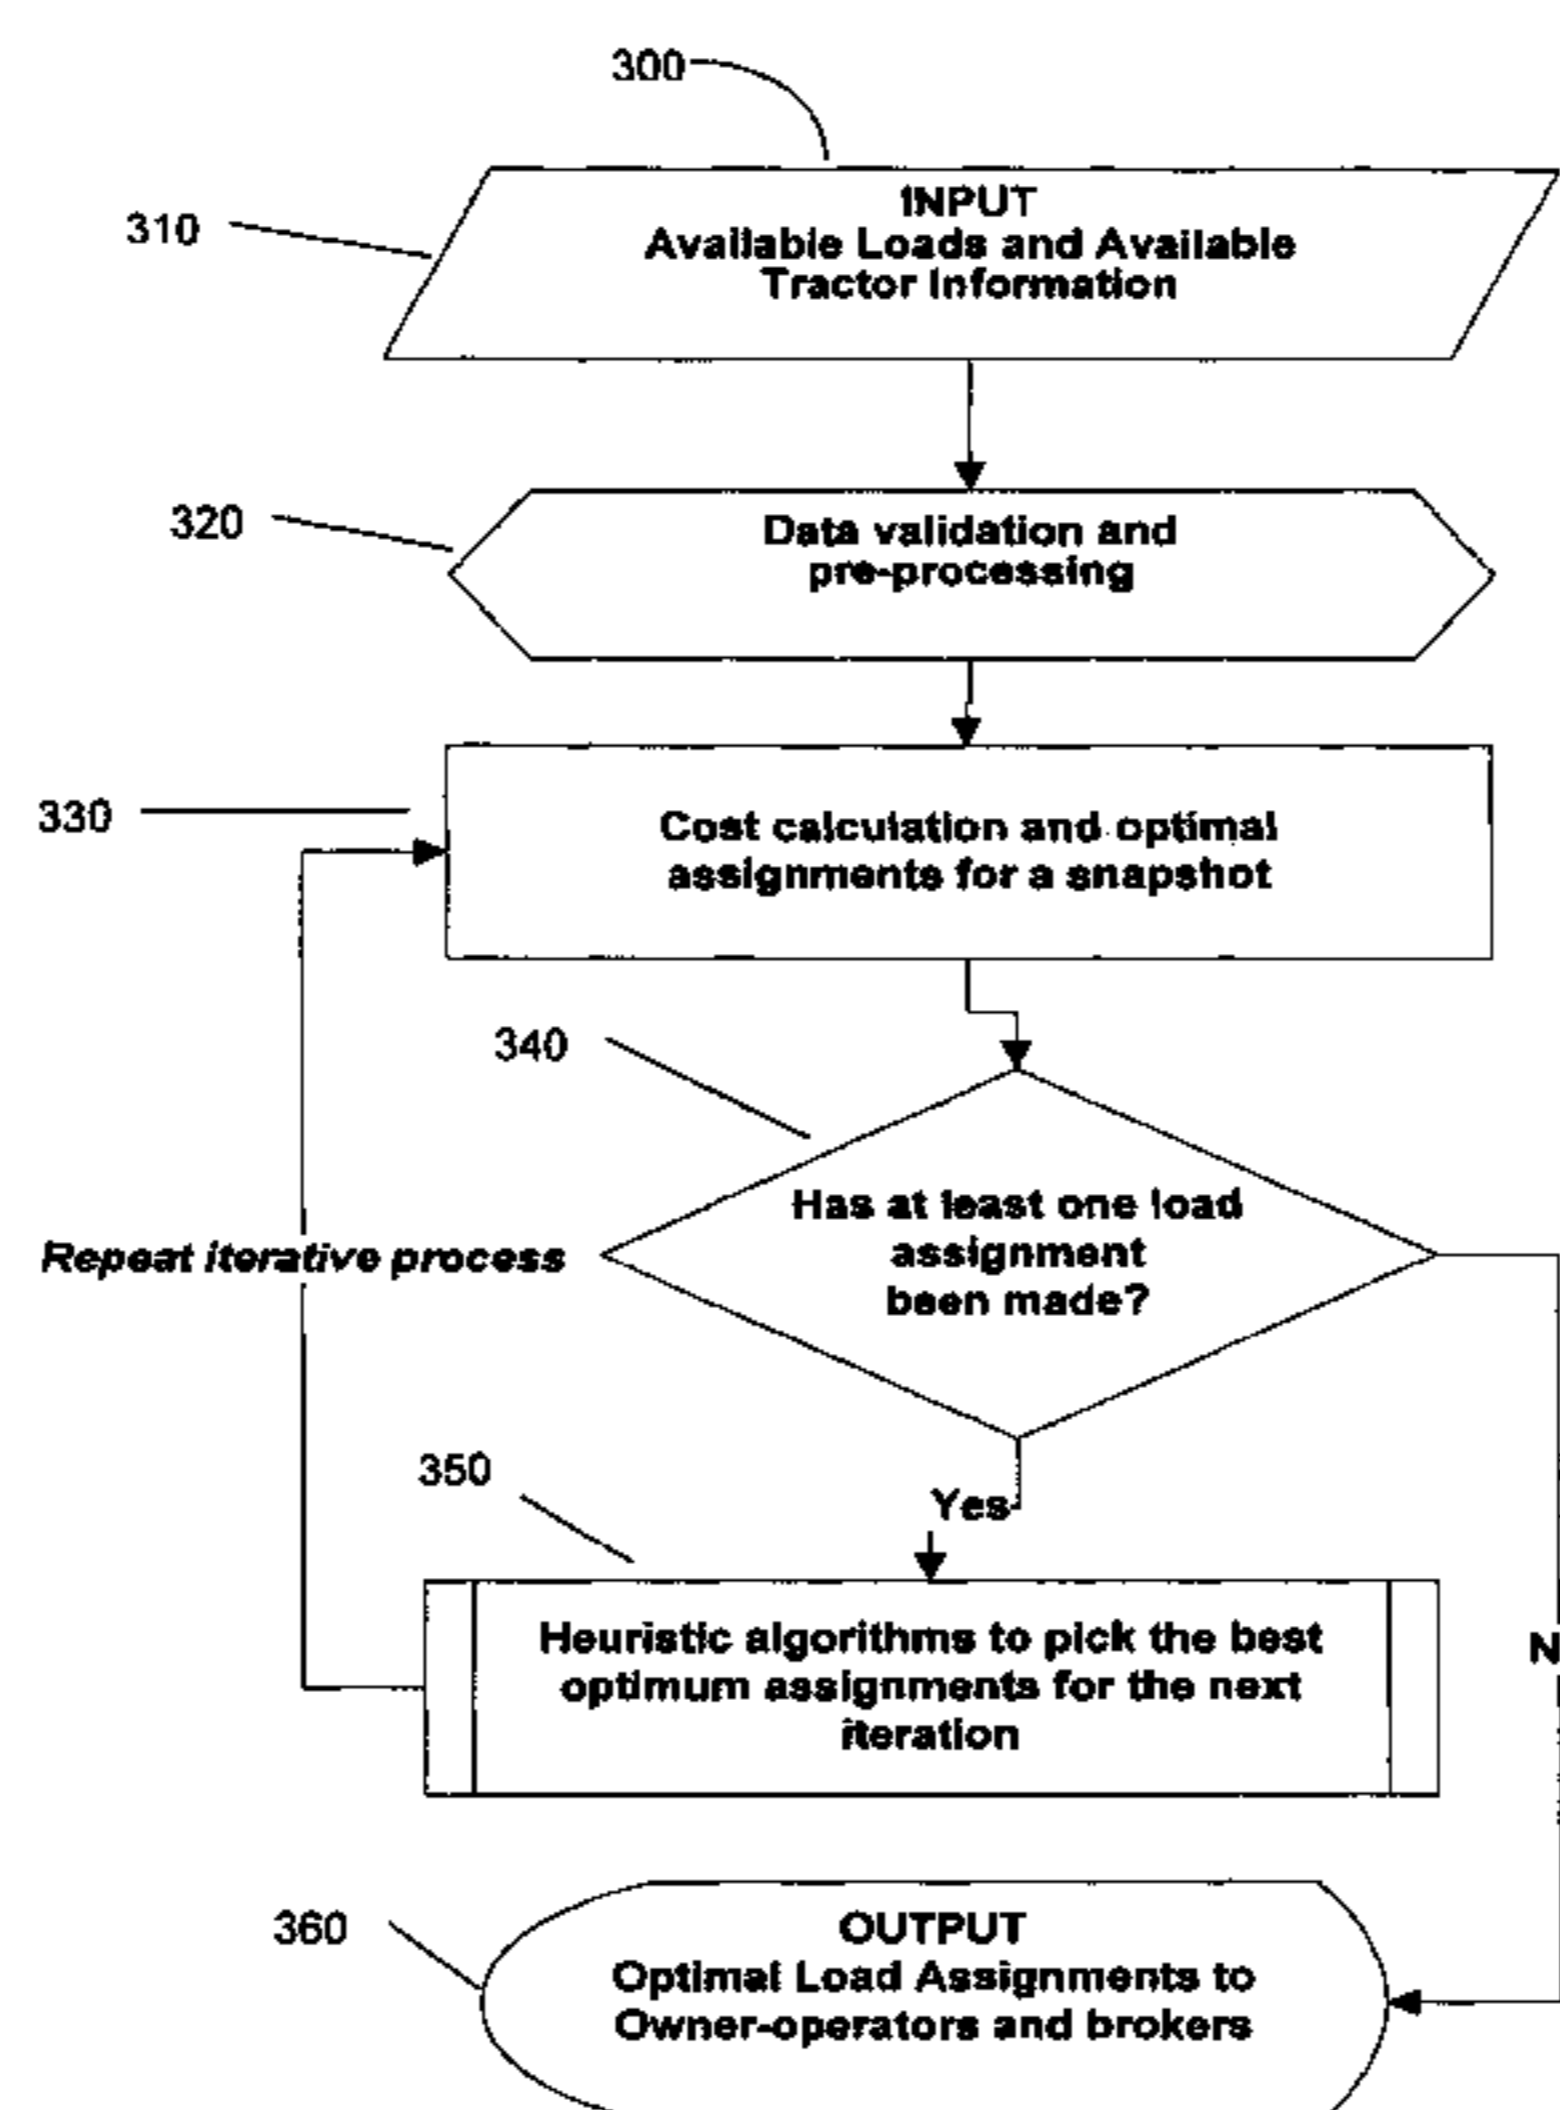 300
310
INPUT
Available Loads and Available
Tractor Information
320
Data validation and
pre-processing
330
Cost calculation and optimal
assignments for a snapshot
340
Has at least one load
assignment
been made?
Repeat iterative process
350
Yes
Heuristic algorithms to pick the best
optimum assignments for the next
iteration
360
OUTPUT
Optimal Load Assignments to
Owner-operators and brokers